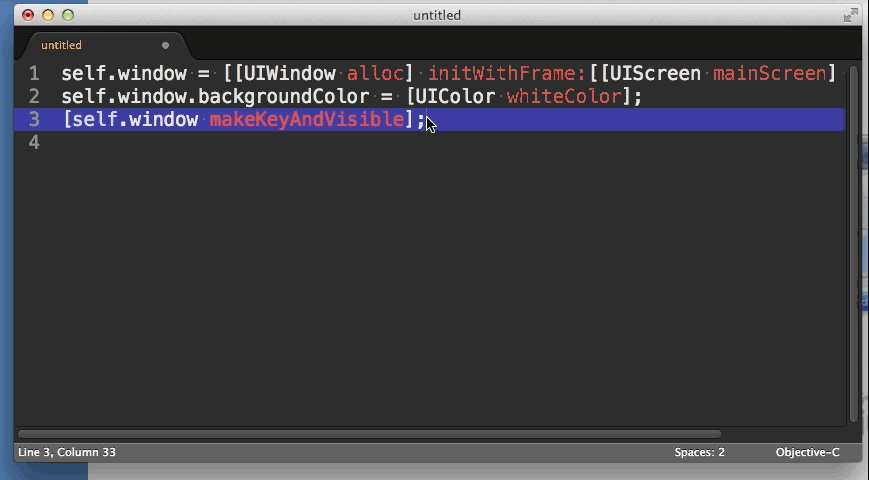 untitled
untitled
1 self.window = [[UIWindow alloc] initWithFrame:[[UIScreen mainScreen]
2 self.window.backgroundColor = [UIColor whiteColor];
3 [self.window makeKeyAndVisible];
4
Line 3, Column 33 Spaces: 2 Objective-C